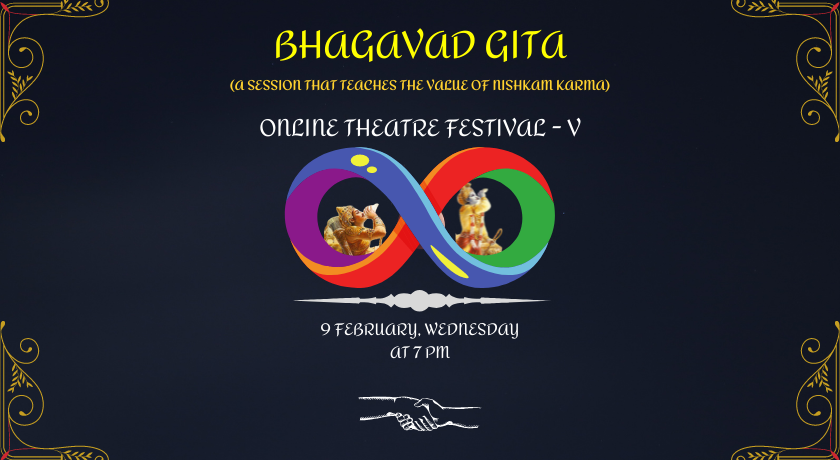 BHAGAVAD GITA
(A SESSION THAT TEACHES THE VALUE OF NISHKAM KARMA)
ONLINE THEATRE FESTIVAL - V
9 FEBRUARY, WEDNESDAY
AT 7 PM